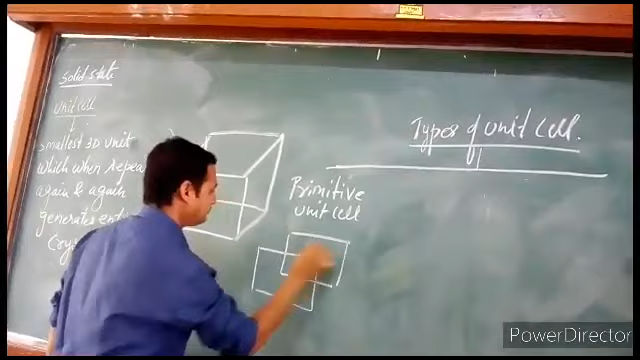 Solid state
Unit cell
smallest 3D unit
which when repea
again & again
generates ent
Crys
Types of Unit Cell.
Primitive
unit cell
PowerDirector